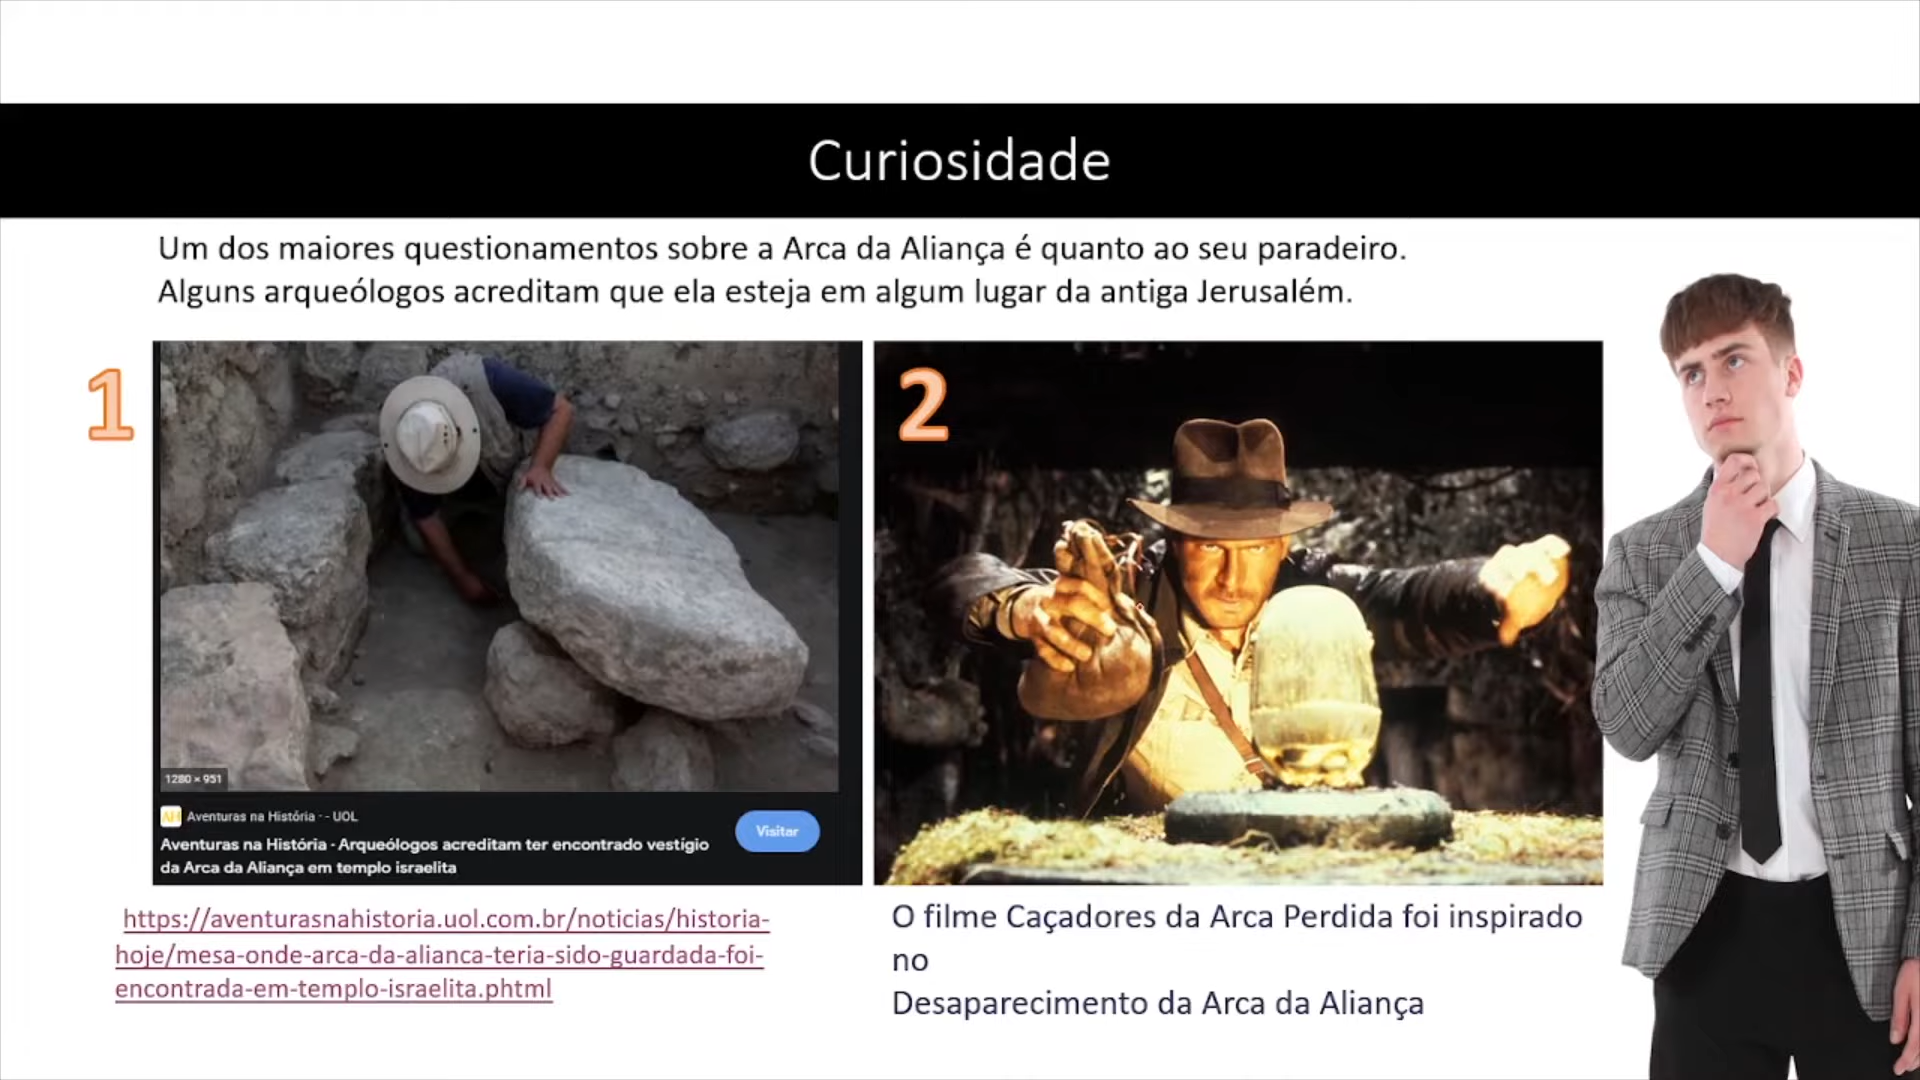 Curiosidade
Um dos maiores questionamentos sobre a Arca da Aliança é quanto ao seu paradeiro.
Alguns arqueólogos acreditam que ela esteja em algum lugar da antiga Jerusalém.
1
2
1280 × 951
AH Aventuras na História - - UOL
Visitar
Aventuras na História - Arqueólogos acreditam ter encontrado vestígio
da Arca da Aliança em templo israelita
https://aventurasnahistoria.uol.com.br/noticias/historia-
hoje/mesa-onde-arca-da-alianca-teria-sido-guardada-foi-
encontrada-em-templo-israelita.phtml
O filme Caçadores da Arca Perdida foi inspirado
no
Desaparecimento da Arca da Aliança